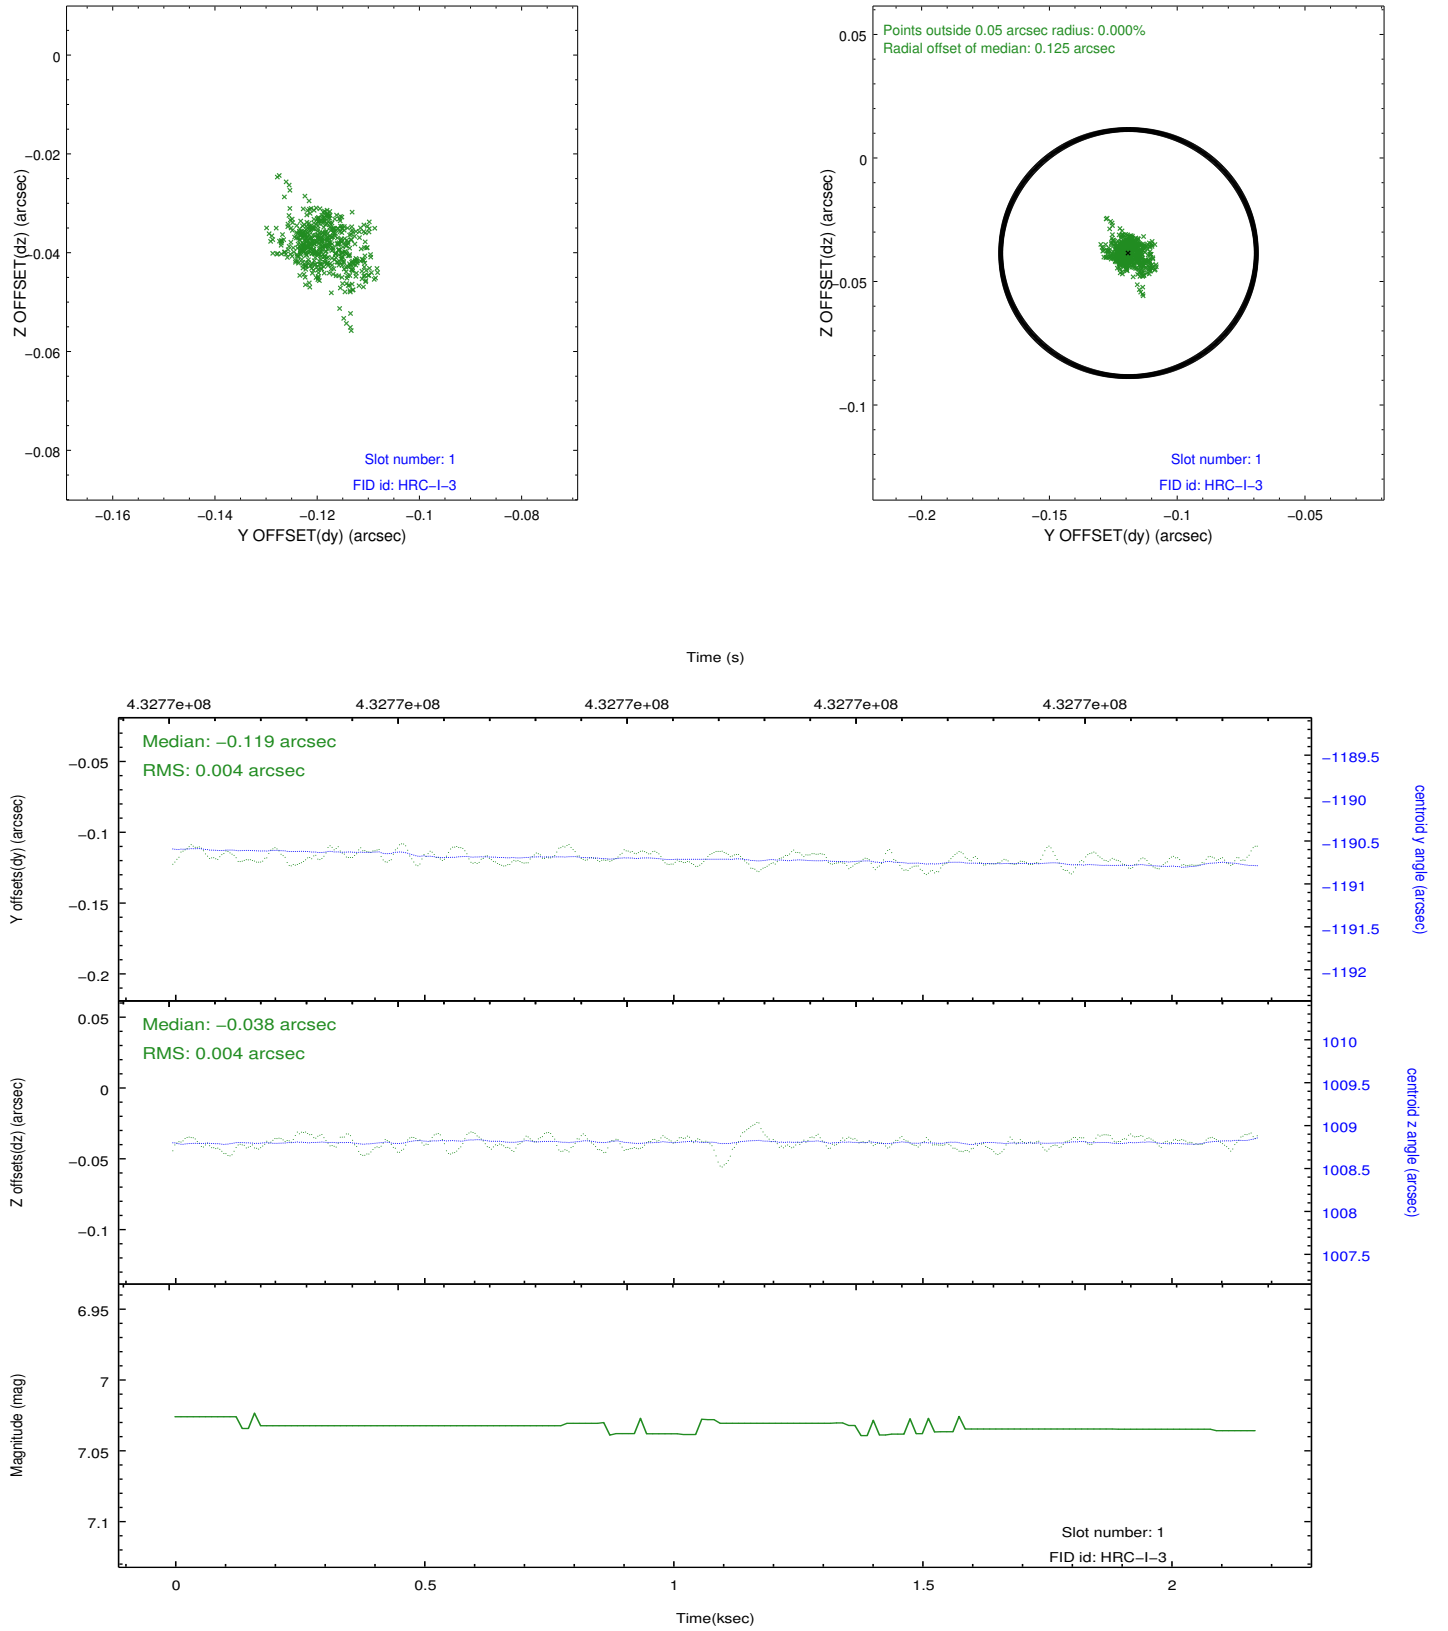 0
−0.02
−0.04
−0.06
−0.08
Z OFFSET(dz) (arcsec)
Slot number: 1
FID id: HRC−I−3
−0.16
−0.14
−0.12
−0.1
−0.08
Y OFFSET(dy) (arcsec)
Points outside 0.05 arcsec radius: 0.000%
Radial offset of median: 0.125 arcsec
0.05
0
−0.05
−0.1
Z OFFSET(dz) (arcsec)
Slot number: 1
FID id: HRC−I−3
−0.2
−0.15
−0.1
−0.05
Y OFFSET(dy) (arcsec)
Time (s)
4.3277e+08
4.3277e+08
4.3277e+08
4.3277e+08
4.3277e+08
Median: −0.119 arcsec
RMS: 0.004 arcsec
−0.05
−0.1
−0.15
−0.2
Y offsets(dy) (arcsec)
−1189.5
−1190
−1190.5
−1191
−1191.5
−1192
centroid y angle (arcsec)
Median: −0.038 arcsec
RMS: 0.004 arcsec
0.05
0
−0.05
−0.1
Z offsets(dz) (arcsec)
1010
1009.5
1009
1008.5
1008
1007.5
centroid z angle (arcsec)
6.95
7
7.05
7.1
Magnitude (mag)
Slot number: 1
FID id: HRC−I−3
0
0.5
1
1.5
2
Time(ksec)